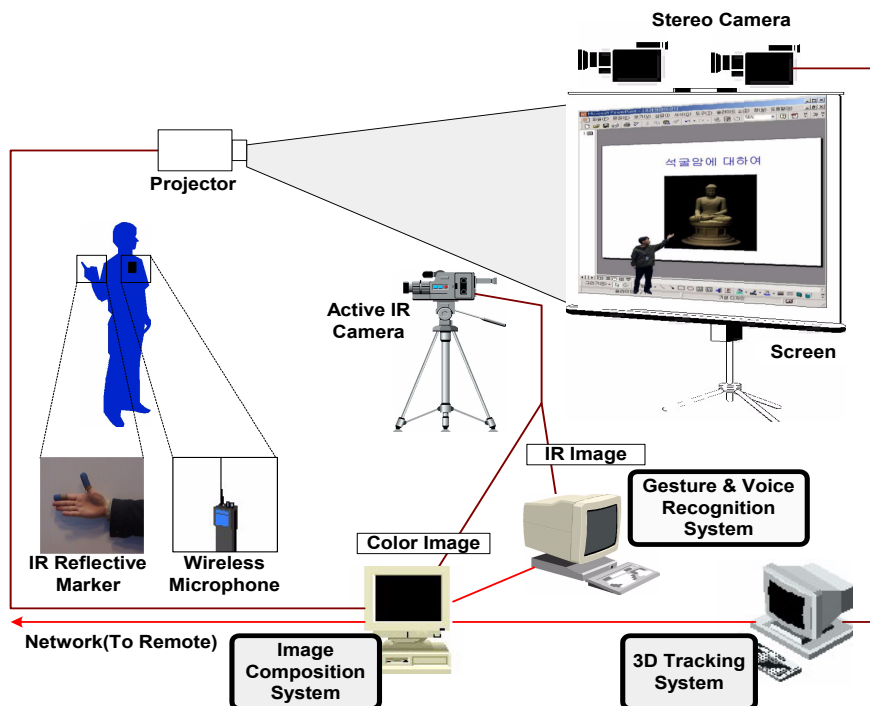 Stereo Camera
Projector
석굴암에 대하여
Active IR
Camera
Screen
IR Image
Gesture & Voice
Recognition
System
Color Image
IR Reflective
Marker
Wireless
Microphone
Network(To Remote)
Image
Composition
System
3D Tracking
System